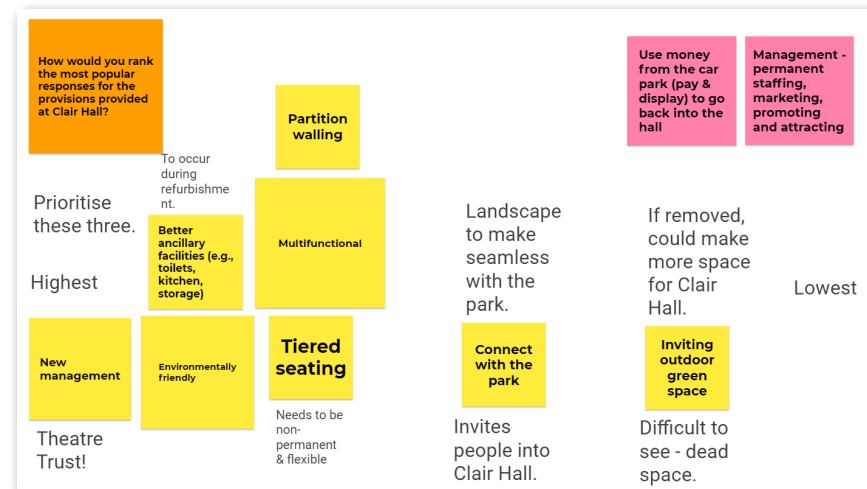 How would you rank
the most popular
responses for the
provisions provided
at Clair Hall?
Partition
walling
Use money
from the car
park (pay &
display) to go
back into the
hall
Management -
permanent
staffing,
marketing,
promoting
and attracting
To occur
during
refurbishme
nt.
Prioritise
these three.
Highest
Better
ancillary
facilities (e.g.,
toilets,
kitchen,
storage)
Multifunctional
Landscape
to make
seamless
with the
park.
If removed,
could make
more space
for Clair
Hall.
Lowest
New
management
Environmentally
friendly
Tiered
seating
Connect
with the
park
Inviting
outdoor
green
space
Theatre
Trust!
Needs to be
non-
permanent
& flexible
Invites
people into
Clair Hall.
Difficult to
see - dead
space.